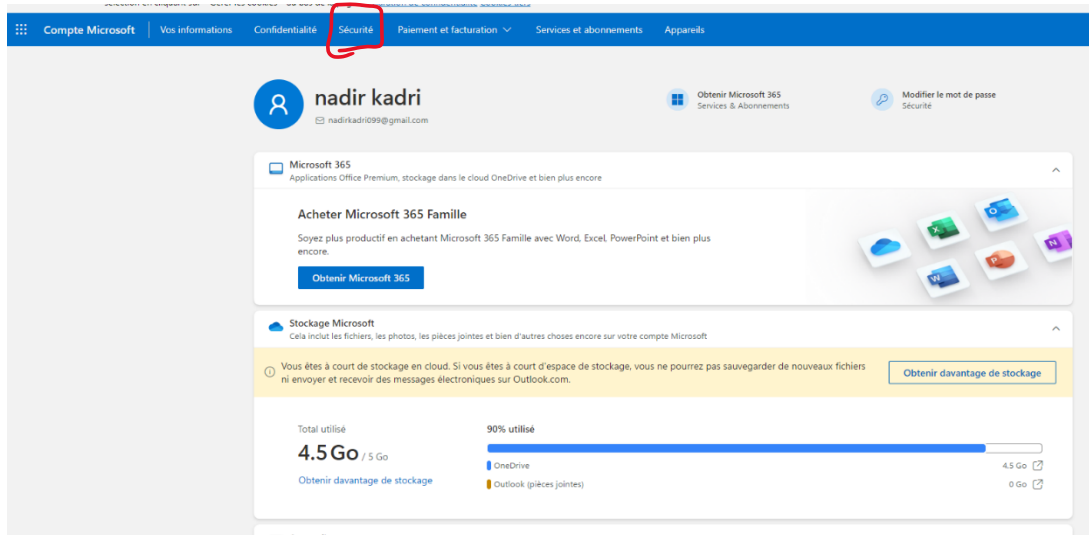 Compte Microsoft
Vos informations
Confidentialité
Sécurité
Paiement et facturation
Services et abonnements
Appareils
nadir kadri
nadirkadri099@gmail.com
Obtenir Microsoft 365
Services & Abonnements
Modifier le mot de passe
Sécurité
Microsoft 365
Applications Office Premium, stockage dans le cloud OneDrive et bien plus encore
Acheter Microsoft 365 Famille
Soyez plus productif en achetant Microsoft 365 Famille avec Word, Excel, PowerPoint et bien plus
encore.
Obtenir Microsoft 365
Stockage Microsoft
Cela inclut les fichiers, les photos, les pièces jointes et bien d'autres choses encore sur votre compte Microsoft
Vous êtes à court de stockage en cloud. Si vous êtes à court d'espace de stockage, vous ne pourrez pas sauvegarder de nouveaux fichiers
ni envoyer et recevoir des messages électroniques sur Outlook.com.
Obtenir davantage de stockage
Total utilisé
4.5 Go / 5 Go
Obtenir davantage de stockage
90% utilisé
OneDrive
4.5 Go
Outlook (pièces jointes)
0 Go